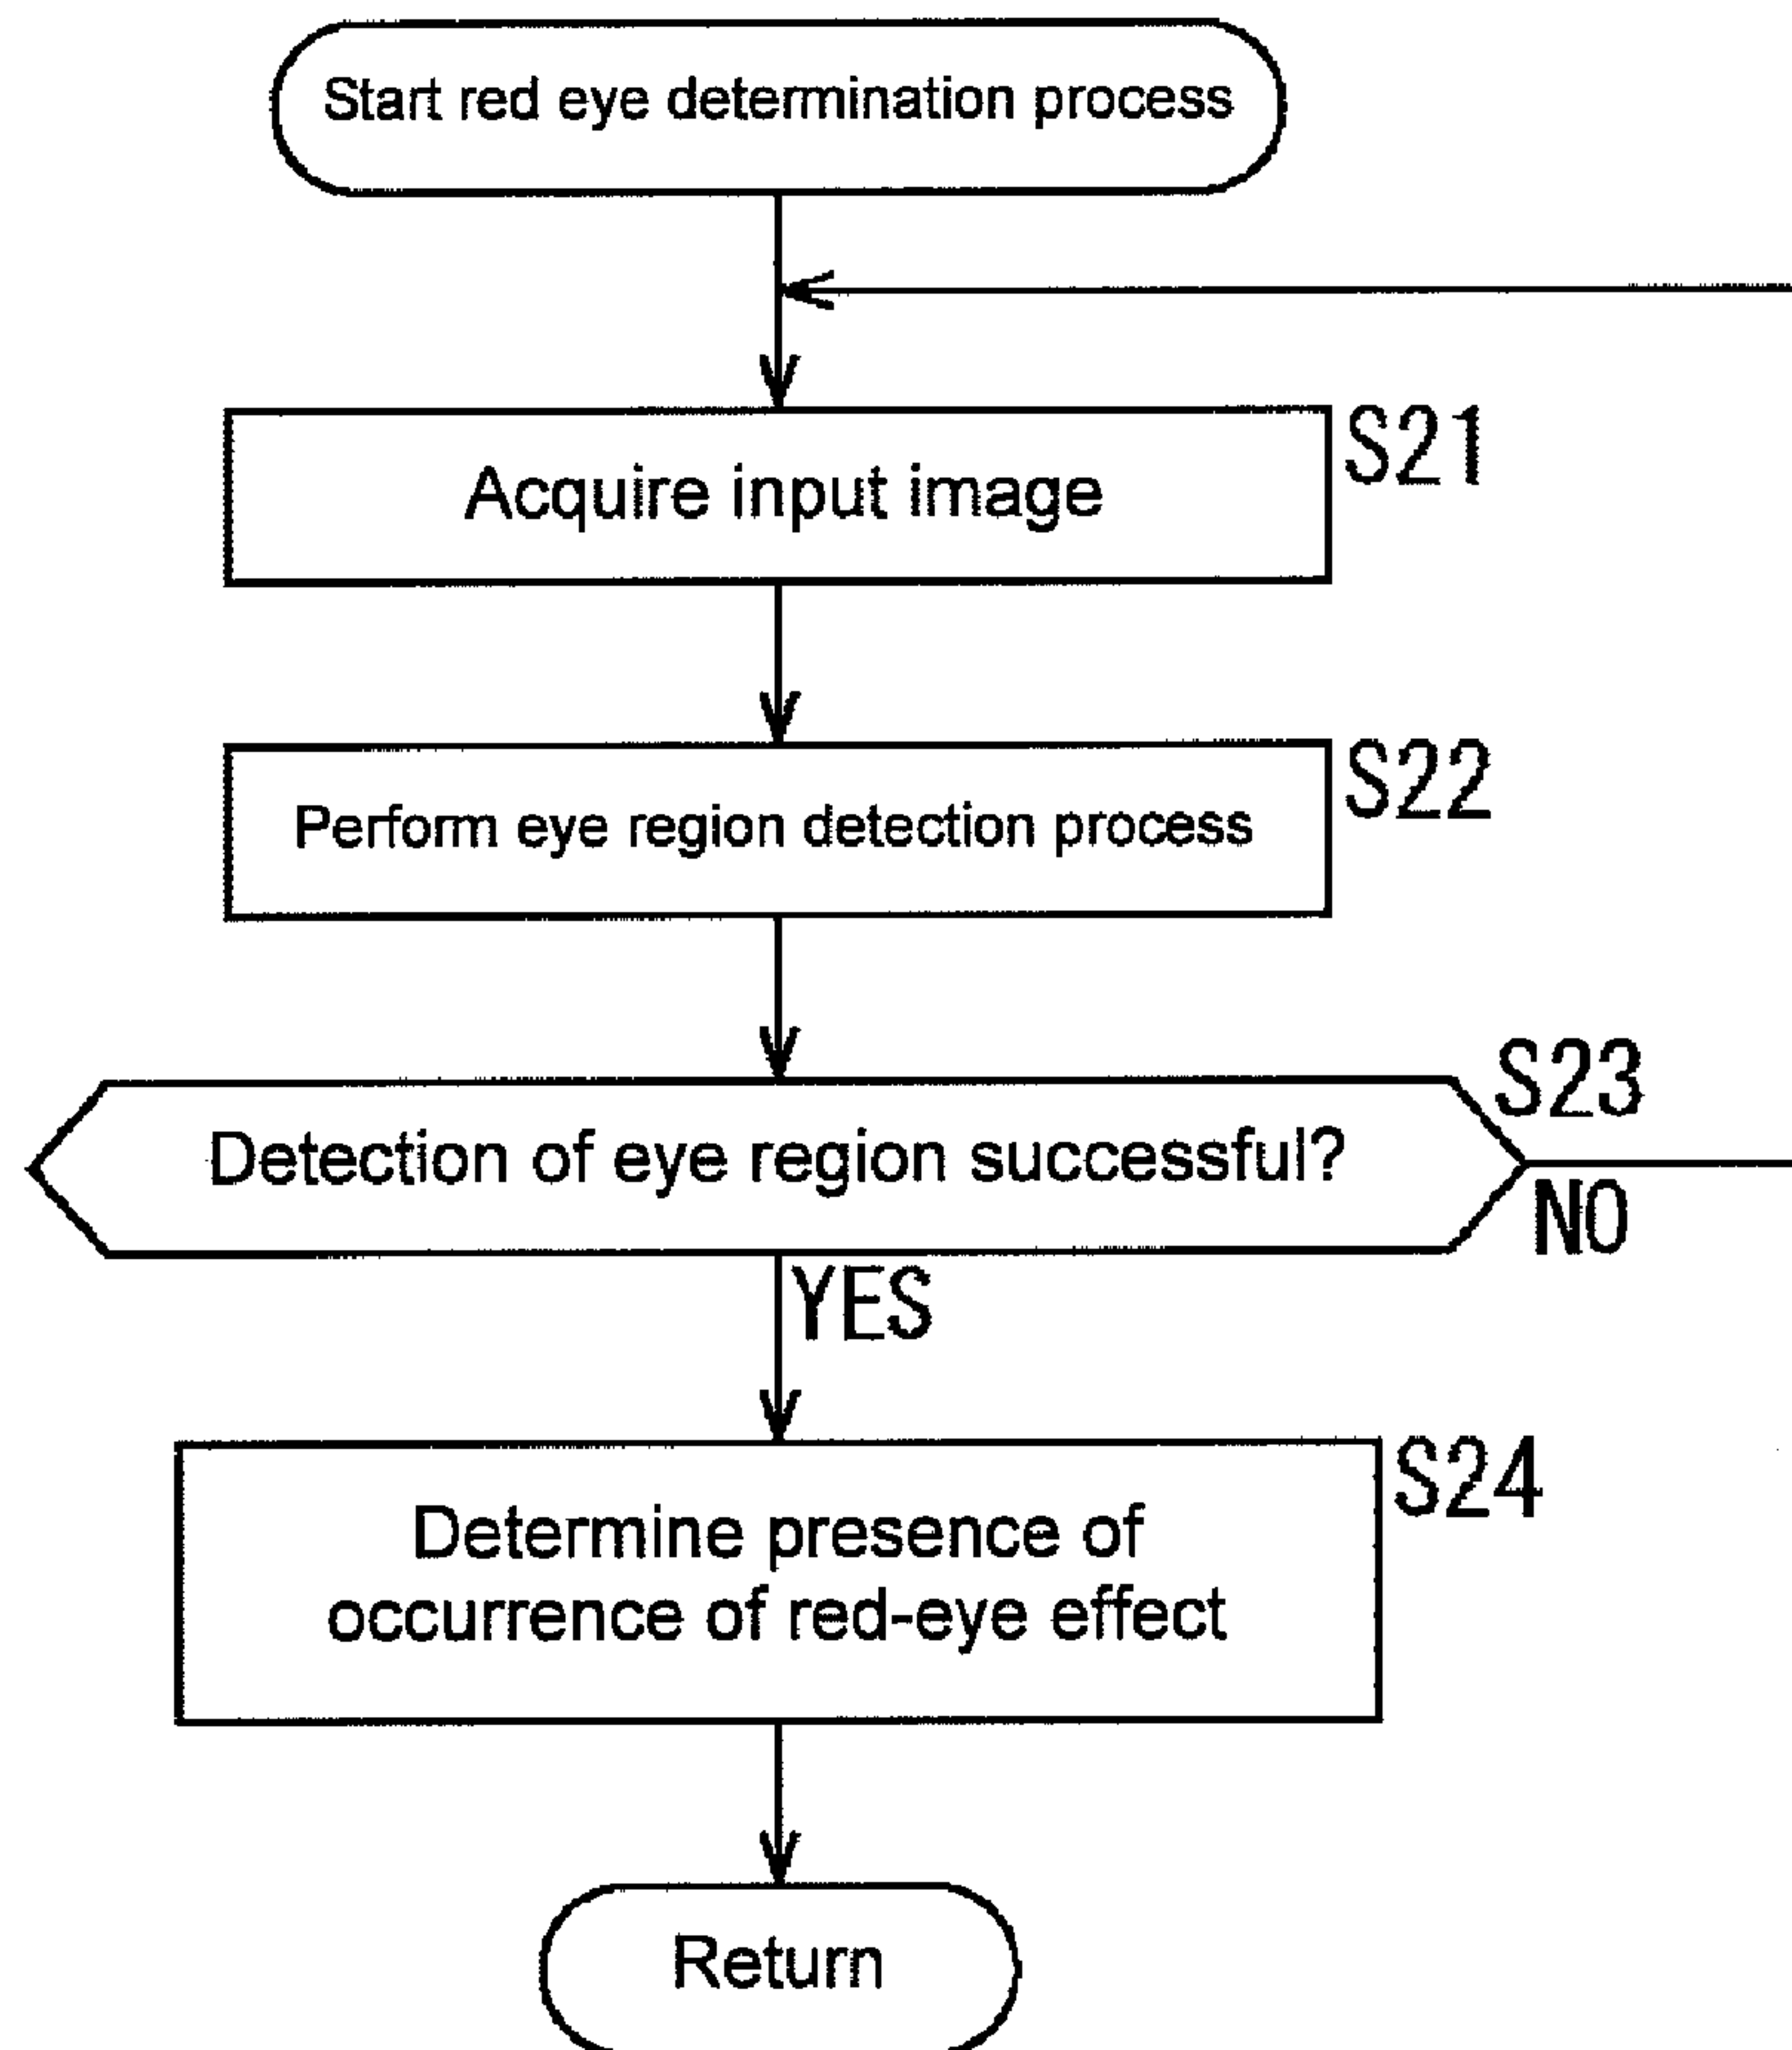 Start red eye determination process
Acquire input image
S21
Perform eye region detection process
S22
Detection of eye region successful?
S23
NO
YES
Determine presence of
occurrence of red-eye effect
S24
Return